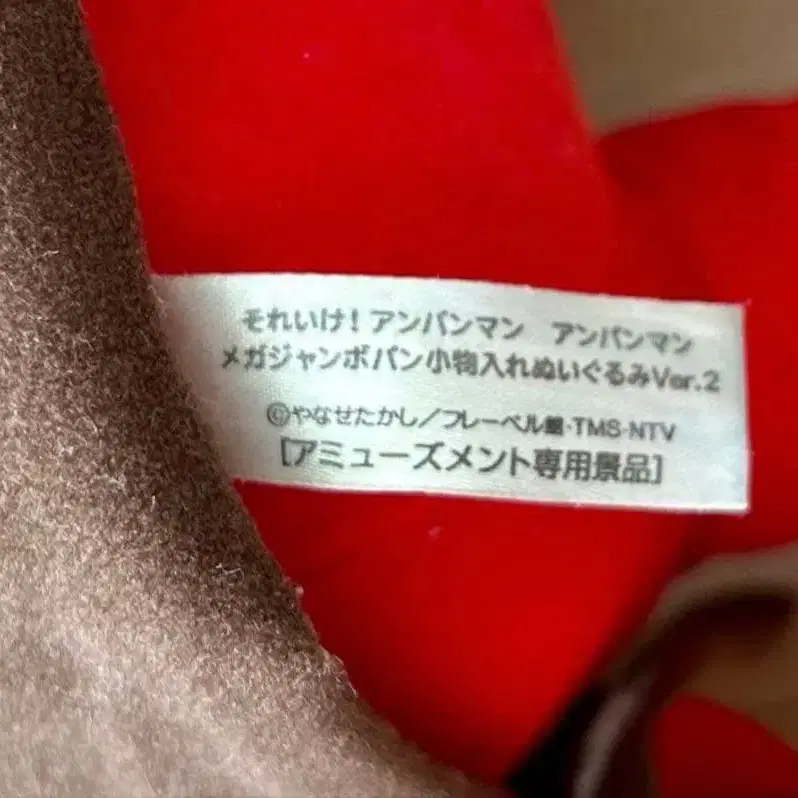 それいけ！アンパンマン　アンパンマン
メガジャンボパン小物入れぬいぐるみVer.2
©やなせたかし／フレーベル館・TMS・NTV
［アミューズメント専用景品］